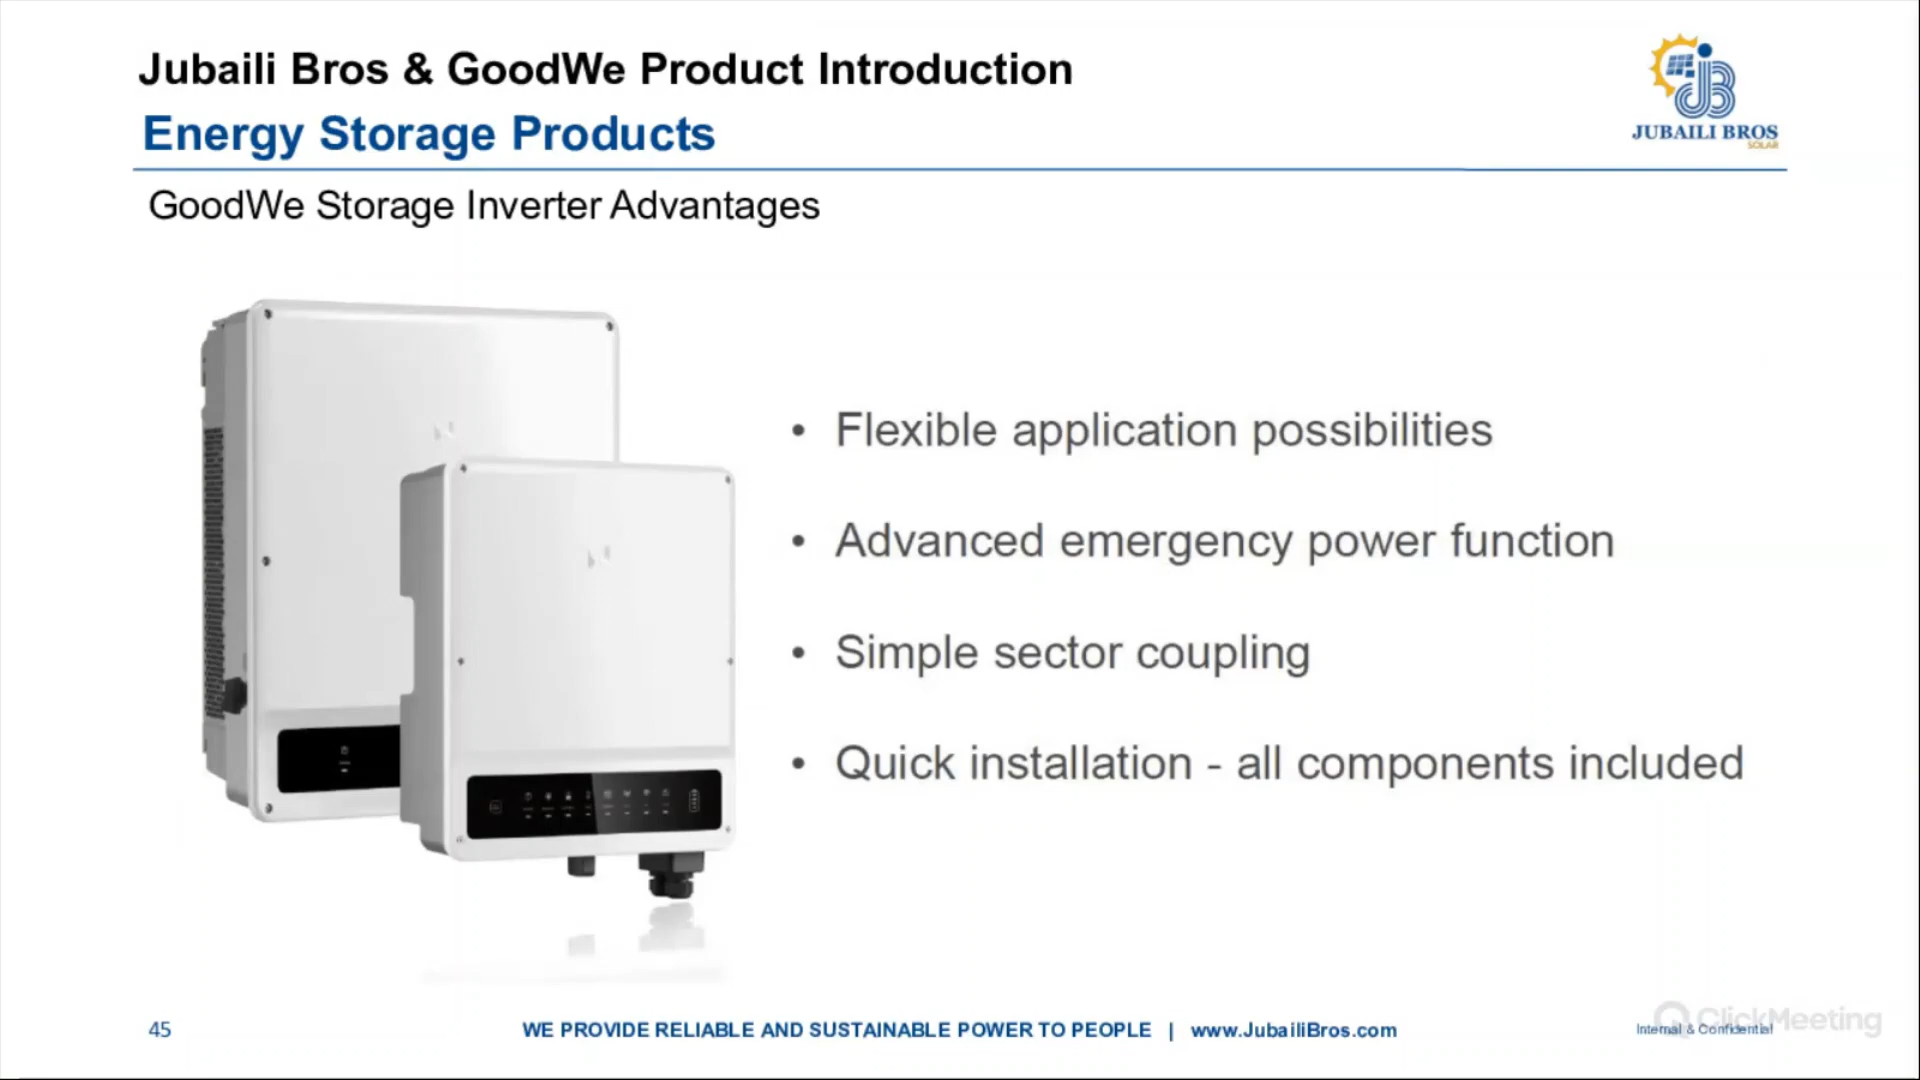 Jubaili Bros & GoodWe Product Introduction
Energy Storage Products
JUBAILI BROS
SOLAR
GoodWe Storage Inverter Advantages
• Flexible application possibilities
• Advanced emergency power function
• Simple sector coupling
• Quick installation - all components included
45
WE PROVIDE RELIABLE AND SUSTAINABLE POWER TO PEOPLE | www.JubailiBros.com
Internal & Confidential
ClickMeeting